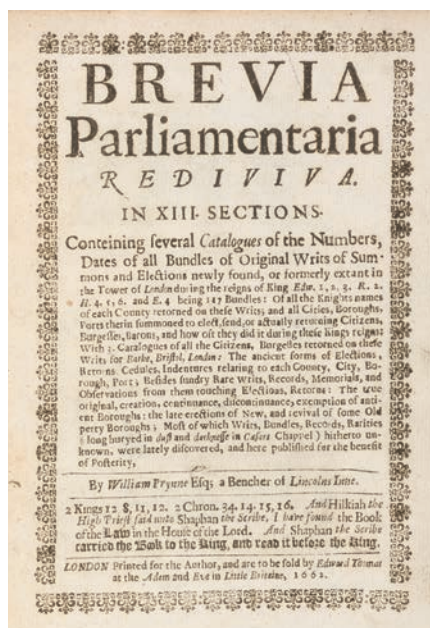 BREVIA
Parliamentaria
REDIVIVA.
IN XIII. SECTIONS.
Conteining ſeveral Catalogues of the Numbers,
Dates of all Bundles of Original Writs of Sum-
mons and Elections newly found, or formerly extant in
the Tower of London during the reigns of King Edw. 1, 2, 3. R. 2.
H. 4, 5, 6. and E. 4 being 117 Bundles: Of all the Knights names
of each County retorned on theſe Writs; and all Cities, Boroughs,
Ports therin ſummoned to elect, ſend, or actually retorning Citizens,
Burgeſſes, Barons, and how oft they did it during theſe Kings reigns
With 3. Caralogues of all the Citizens, Burgeſſes retorned on theſe
Writs for Bathe, Briſtol, London: The ancient forms of Elections,
Retorns Cedules, Indentures relating to each County, City, Bo-
rough, Port; Beſides ſundry Rare Writs, Records, Memorials, and
Obſervations from them touching Elections, Retorns: The true
original, creation, continuance, diſcontinuance, exemption of anti-
ent Boroughs: the late erections of New, and revival of ſome Old
petty Boroughs; Moſt of which Writs, Bundles, Records, Rarities
(long buryed in duſt and darkneſſe in Caſers Chappel) hitherto un-
known, were lately diſcovered, and here publiſhed for the benefit
of Poſterity,
By William Prynne Eſq; a Bencher of Lincolns Inne.
2 Kings 12 8, 11, 12. 2 Chron. 34. 14, 15, 16. And Hilkiah the
High Prieſt ſaid unto Shaphan the Scribe, I have found the Book
of the Law in the Houſe of the Lord. And Shaphan the Scribe
carried the Book to the King, and read it before the King.
LONDON Printed for the Author, and are to be ſold by Edward Thomas
at the Adam and Eve in Little Brittaine, 1662.